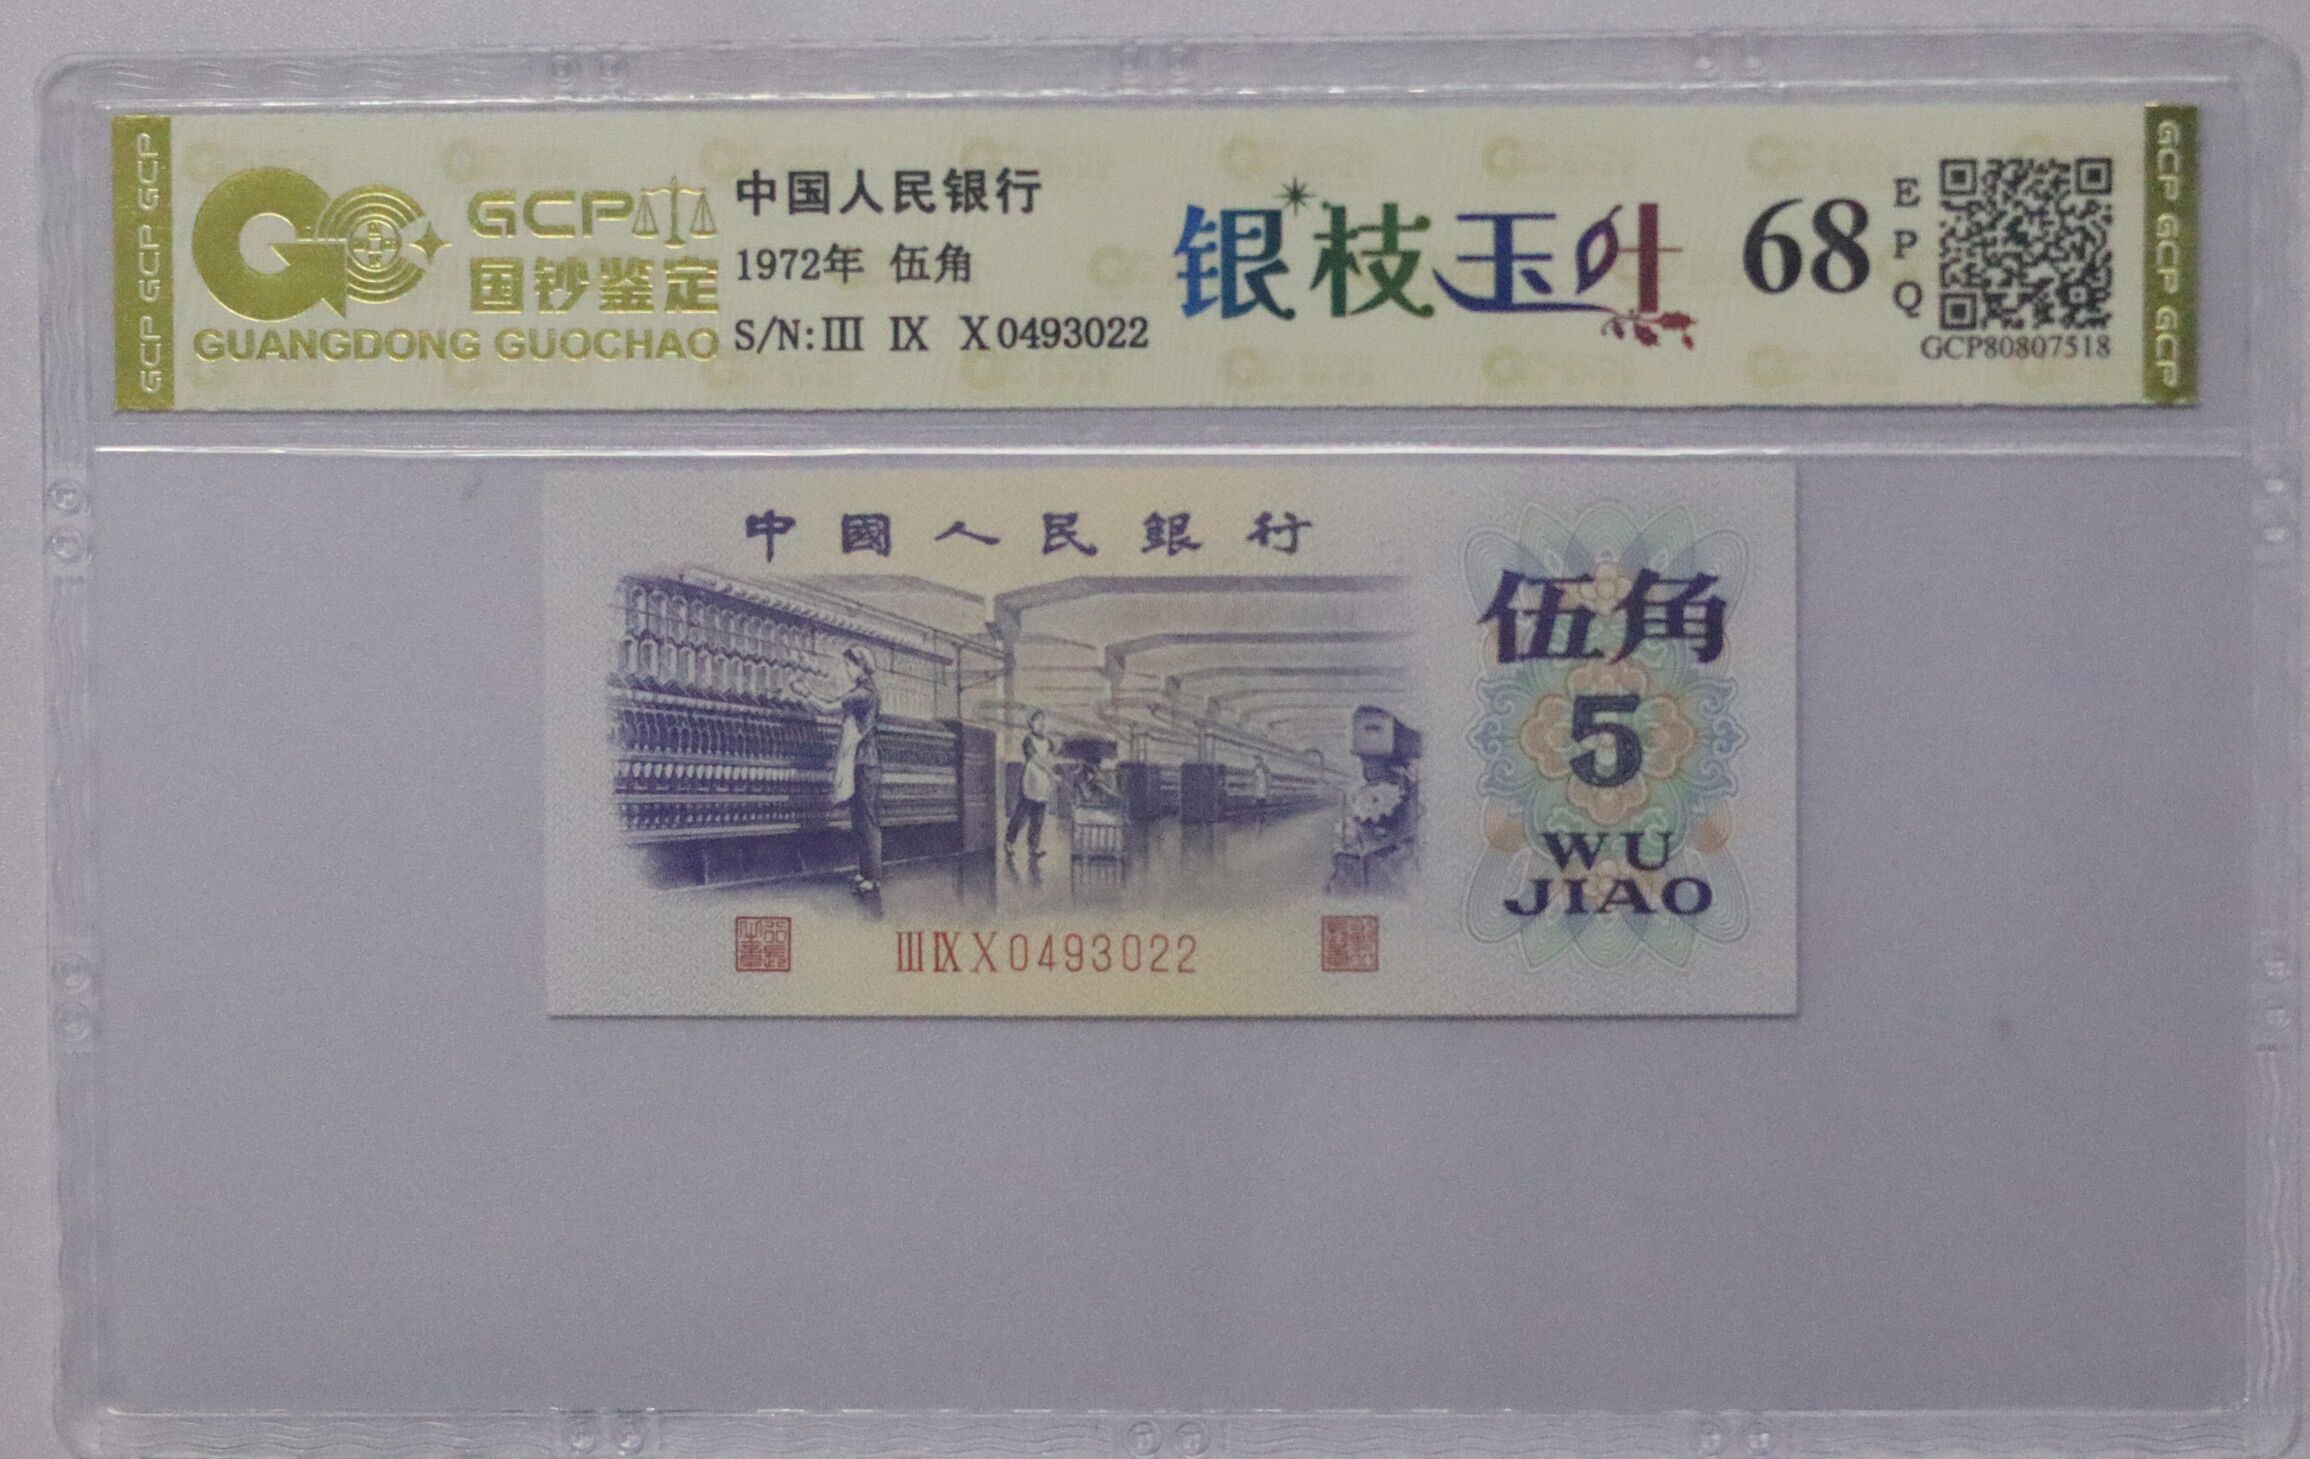 GCP GCP GCP
GCP
国钞鉴定
GUANGDONG GUOCHAO
中国人民银行
1972年 伍角
S/N:Ⅲ Ⅸ Ⅹ0493022
银枝玉叶
68
EPQ
GCP80807518
GCP GCP GCP
中國人民銀行
伍角
5
WU
JIAO
ⅢⅨⅩ0493022